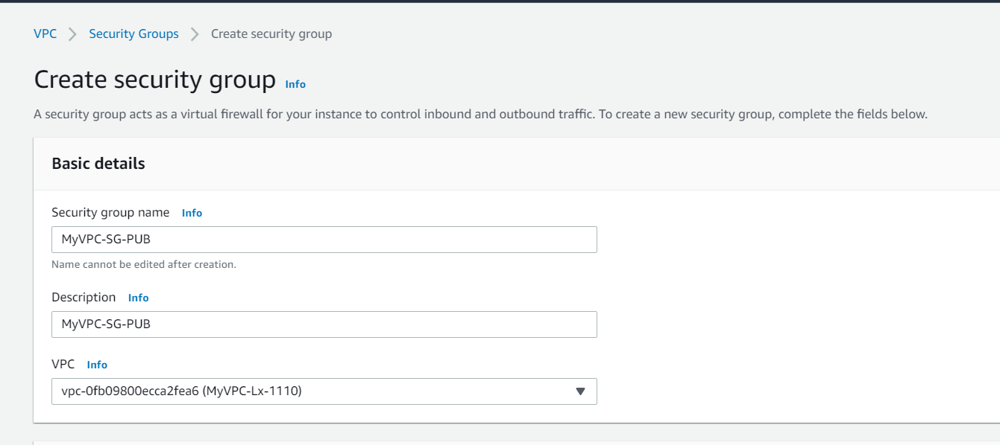 VPC > Security Groups > Create security group
Create security group Info
A security group acts as a virtual firewall for your instance to control inbound and outbound traffic. To create a new security group, complete the fields below.
Basic details
Security group name Info
MyVPC-SG-PUB
Name cannot be edited after creation.
Description Info
MyVPC-SG-PUB
VPC Info
vpc-0fb09800ecca2fea6 (MyVPC-Lx-1110)